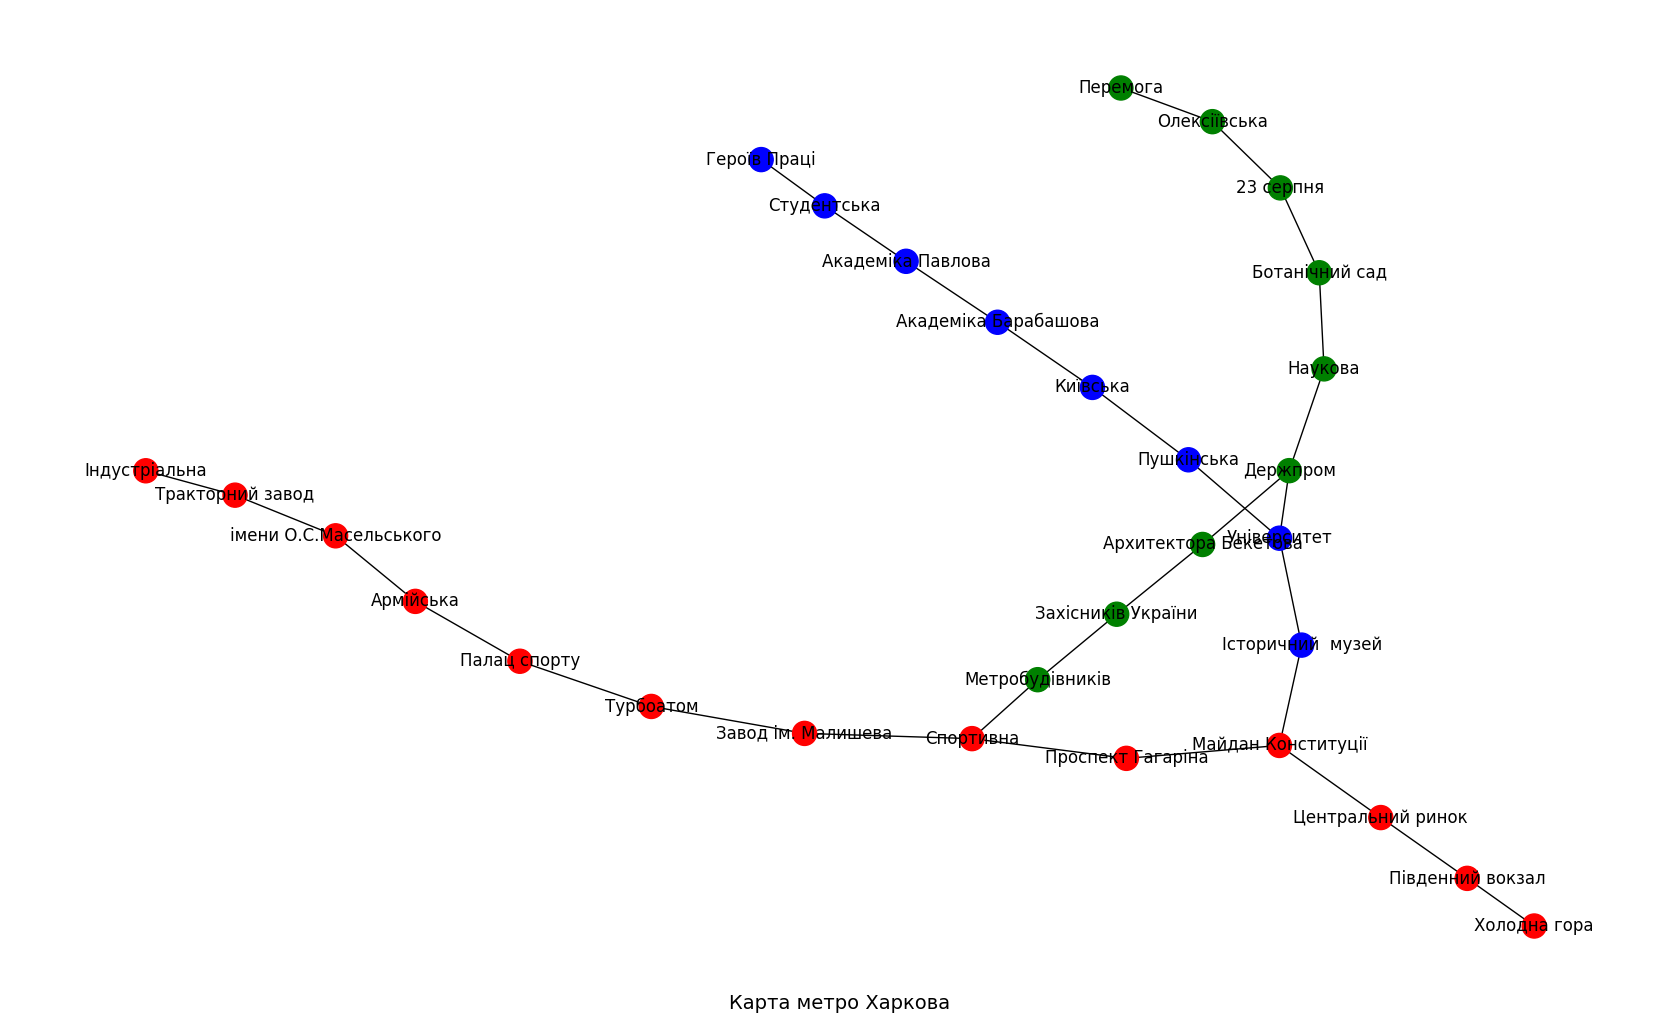 Перемога
Олексіївська
Героїв Праці
23 серпня
Студентська
Академіка Павлова
Ботанічний сад
Академіка Барабашова
Наукова
Київська
Пушкінська
Індустріальна
Держпром
Тракторний завод
імени О.С.Масельського
Університет
Архитектора Бекетова
Армійська
Захісників України
Історичний  музей
Палац спорту
Метробудівників
Турбоатом
Завод ім. Малишева
Спортивна
Майдан Конституції
Проспект Гагаріна
Центральний ринок
Південний вокзал
Холодна гора
Карта метро Харкова